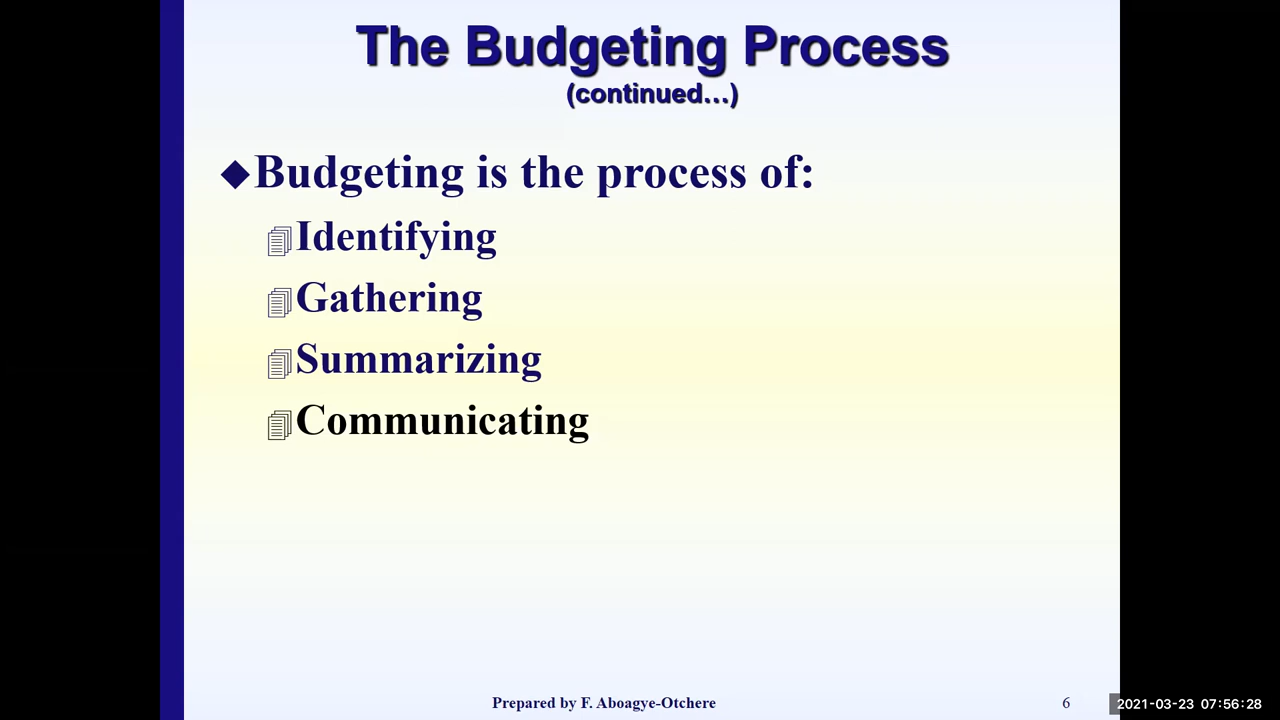 The Budgeting Process
(continued…)
Budgeting is the process of:
Identifying
Gathering
Summarizing
Communicating
Prepared by F. Aboagye-Otchere
6
2021-03-23 07:56:28